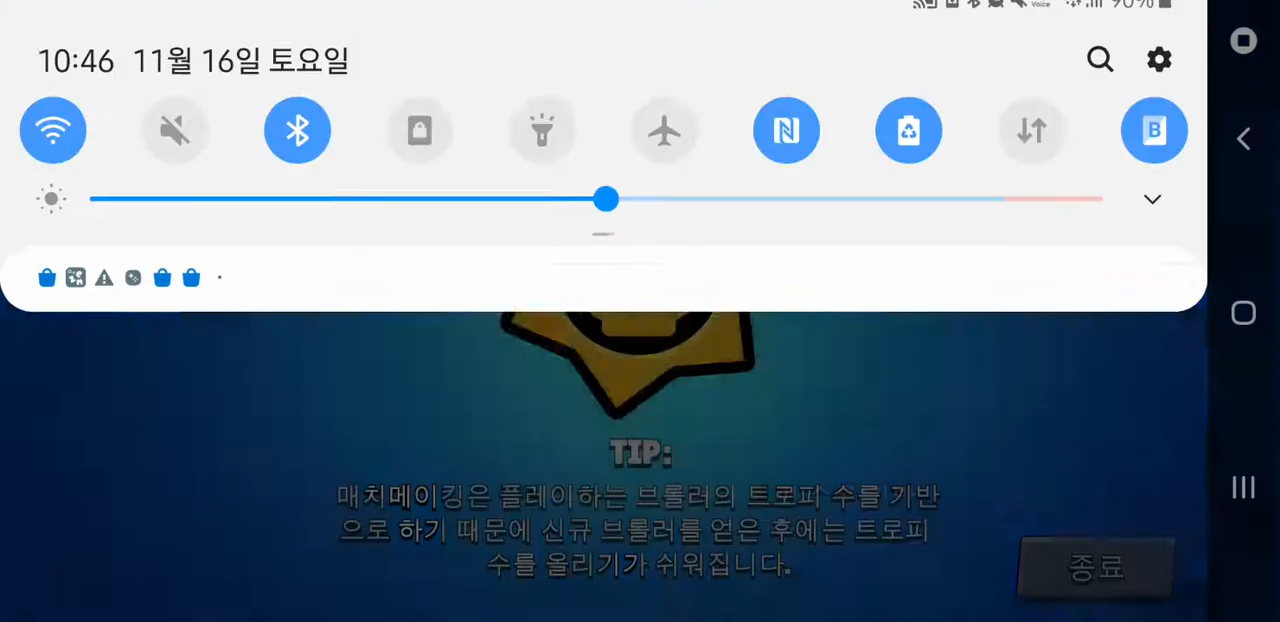 Voice 90%
10:46 11월 16일 토요일
B
TIP:
매치메이킹은 플레이하는 브롤러의 트로피 수를 기반
으로 하기 때문에 신규 브롤러를 얻은 후에는 트로피
수를 올리기가 쉬워집니다.
종료